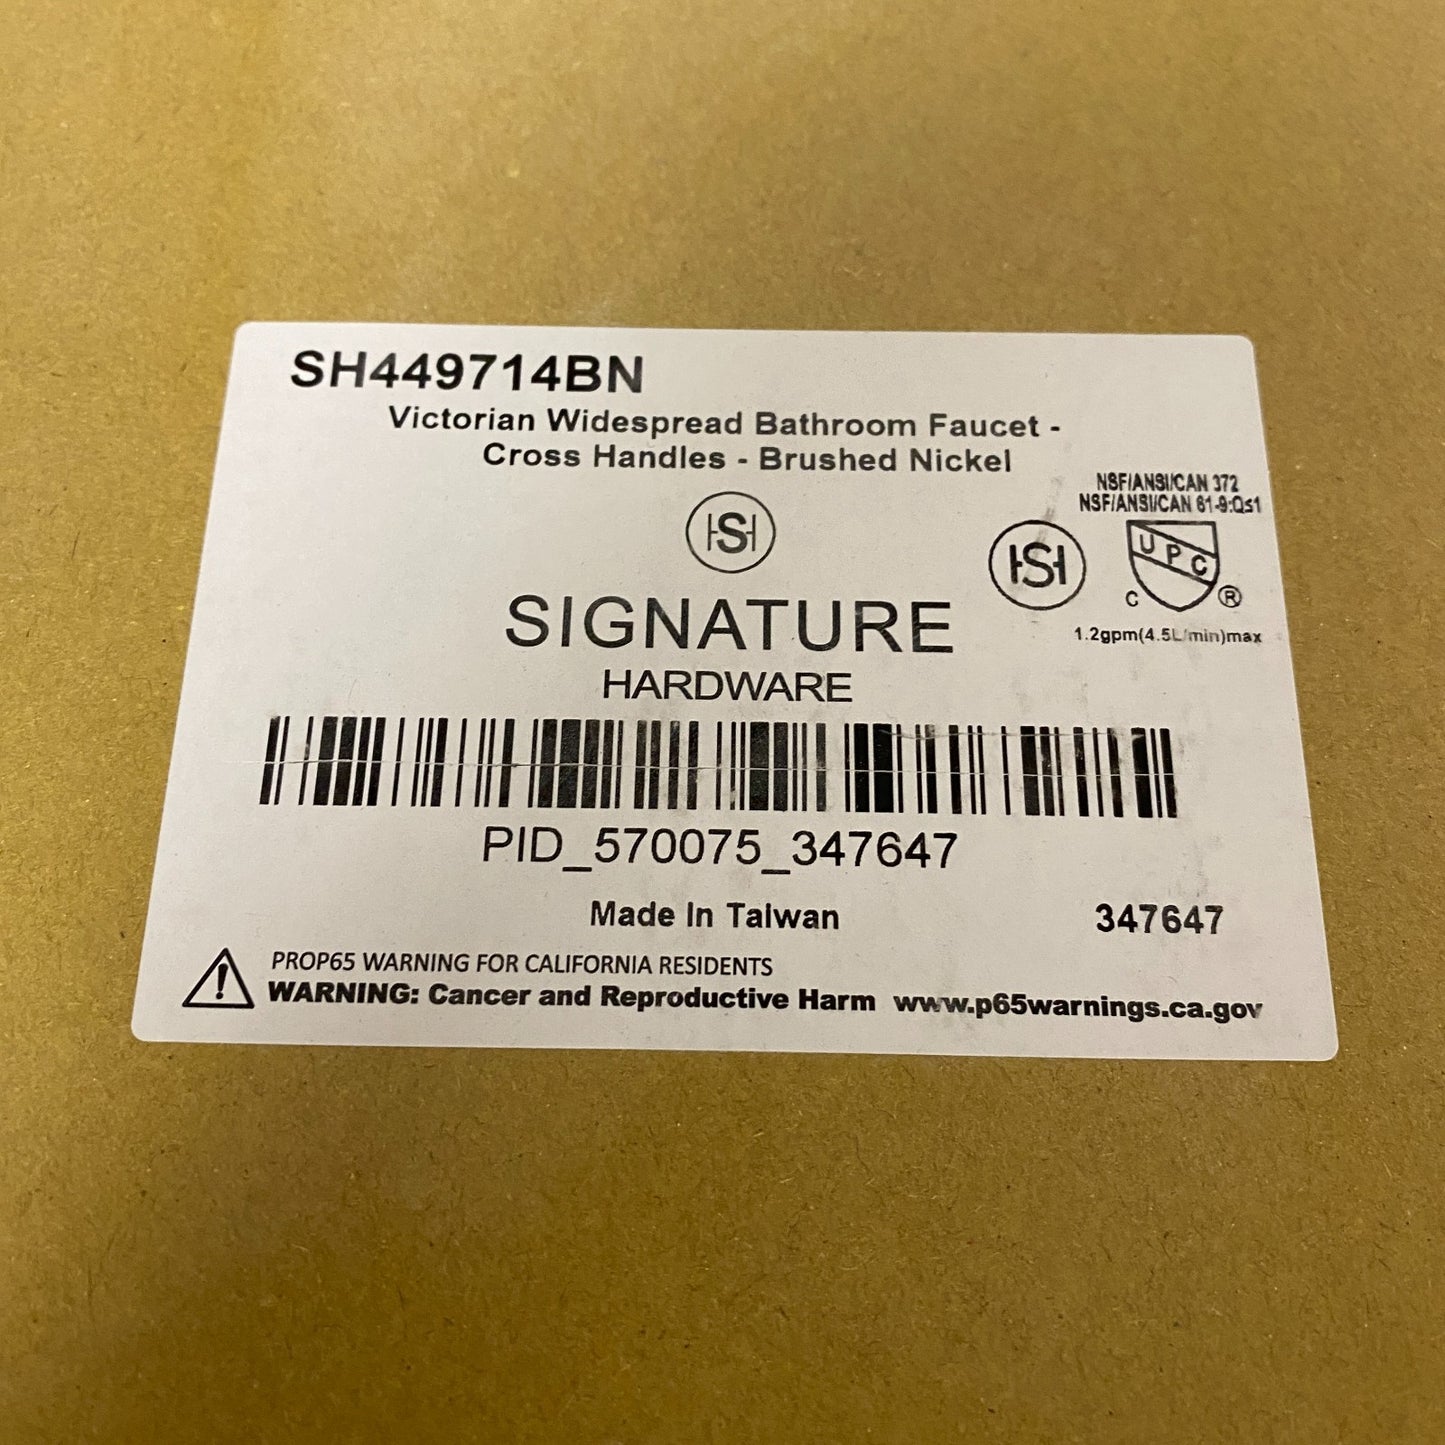 SH449714BN
Victorian Widespread Bathroom Faucet -
Cross Handles - Brushed Nickel
NSF/ANSI/CAN 372
NSF/ANSI/CAN 61-9:Q≤1
HSH
HSH
UPC
C ®
SIGNATURE
1.2gpm(4.5L/min)max
HARDWARE
PID_570075_347647
Made In Taiwan
347647
PROP65 WARNING FOR CALIFORNIA RESIDENTS
WARNING: Cancer and Reproductive Harm www.p65warnings.ca.gov